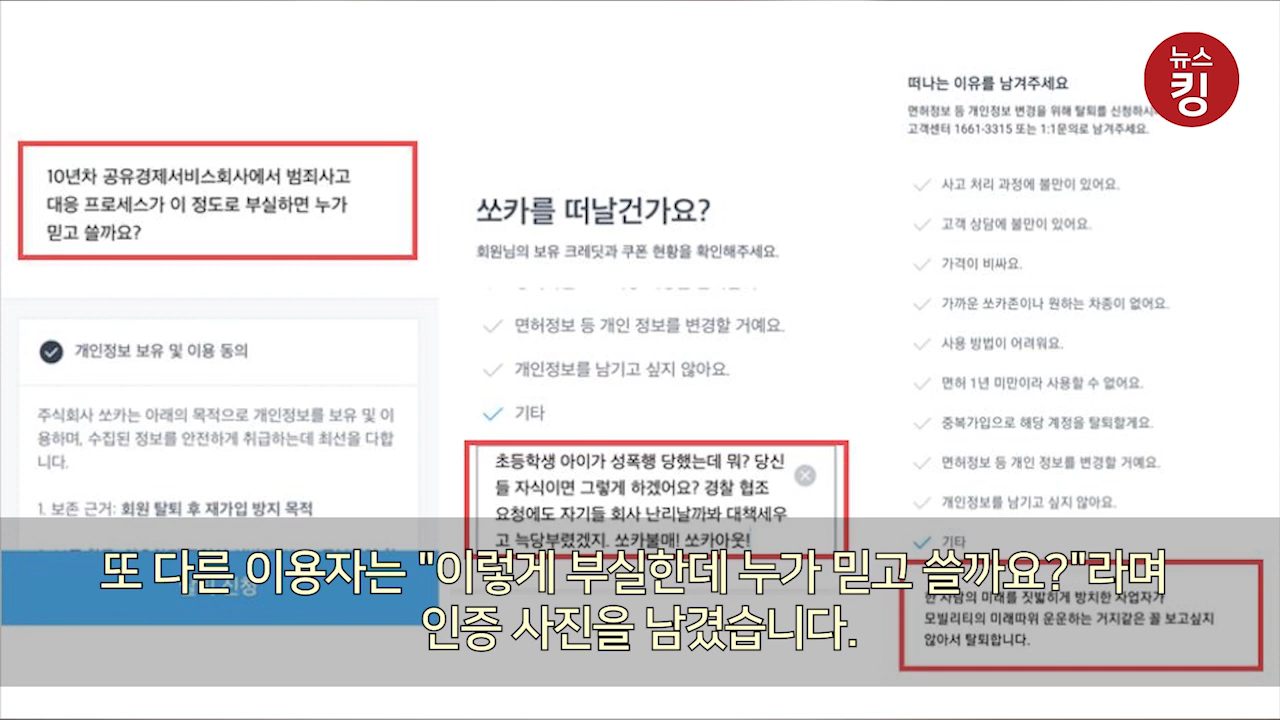 뉴스
킹
10년차 공유경제서비스회사에서 범죄사고
대응 프로세스가 이 정도로 부실하면 누가
믿고 쓸까요?
개인정보 보유 및 이용 동의
주식회사 쏘카는 아래의 목적으로 개인정보를 보유 및 이
용하며, 수집된 정보를 안전하게 취급하는데 최선을 다합
니다.
1. 보존 근거: 회원 탈퇴 후 재가입 방지 목적
쏘카를 떠날건가요?
회원님의 보유 크레딧과 쿠폰 현황을 확인해주세요.
면허정보 등 개인 정보를 변경할 거예요.
개인정보를 남기고 싶지 않아요.
기타
초등학생 아이가 성폭행 당했는데 뭐? 당신
들 자식이면 그렇게 하겠어요? 경찰 협조
요청에도 자기들 회사 난리날까봐 대책세우
고 늑당부렸겠지. 쏘카불매! 쏘카아웃!
떠나는 이유를 남겨주세요
면허정보 등 개인정보 변경을 위해 탈퇴를 신청하시
고객센터 1661-3315 또는 1:1문의로 남겨주세요.
사고 처리 과정에 불만이 있어요.
고객 상담에 불만이 있어요.
가격이 비싸요.
가까운 쏘카존이나 원하는 차종이 없어요.
사용 방법이 어려워요.
면허 1년 미만이라 사용할 수 없어요.
중복가입으로 해당 계정을 탈퇴할게요.
면허정보 등 개인 정보를 변경할 거예요.
개인정보를 남기고 싶지 않아요.
기타
한 사람의 미래를 짓밟히게 방치한 사업자가
모빌리티의 미래따위 운운하는 거지같은 꼴 보고싶지
않아서 탈퇴합니다.
또 다른 이용자는 "이렇게 부실한데 누가 믿고 쓸까요?"라며
인증 사진을 남겼습니다.